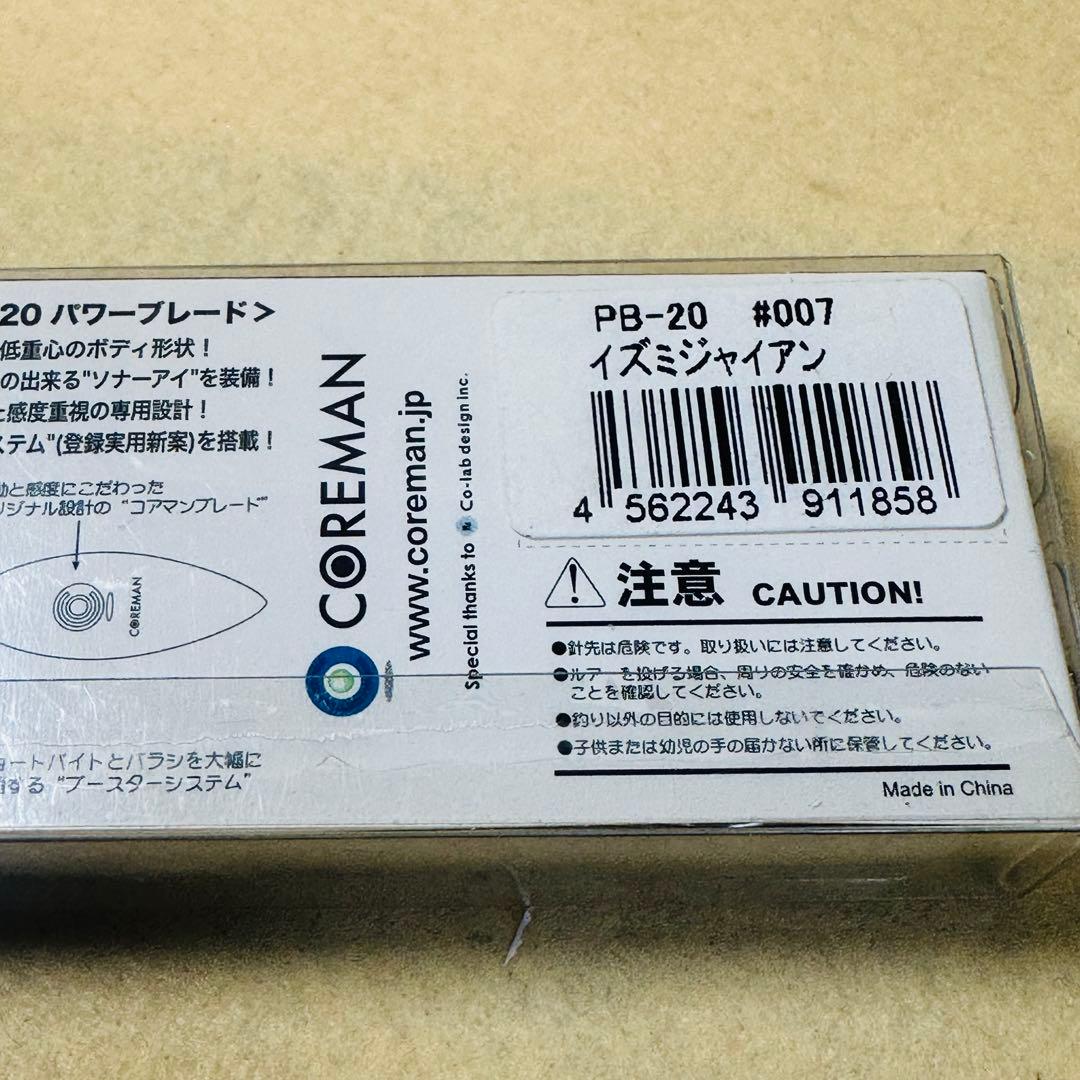 20 パワーブレード＞
低重心のボディ形状！
の出来る"ソナーアイ"を装備！
と感度重視の専用設計！
ステム"(登録実用新案)を搭載！
動と感度にこだわった
リジナル設計の "コアマンブレード"
COREMAN
ョートバイトとバラシを大幅に
する "ブースターシステム"
COREMAN
www.coreman.jp
Special thanks to Co-lab design inc.
PB-20 #007
イズミジャイアン
4 562243 911858
注意 CAUTION!
●針先は危険です。取り扱いには注意してください。
●ルアーを投げる場合、周りの安全を確かめ、危険のない
ことを確認してください。
●釣り以外の目的には使用しないでください。
●子供または幼児の手の届かない所に保管してください。
Made in China